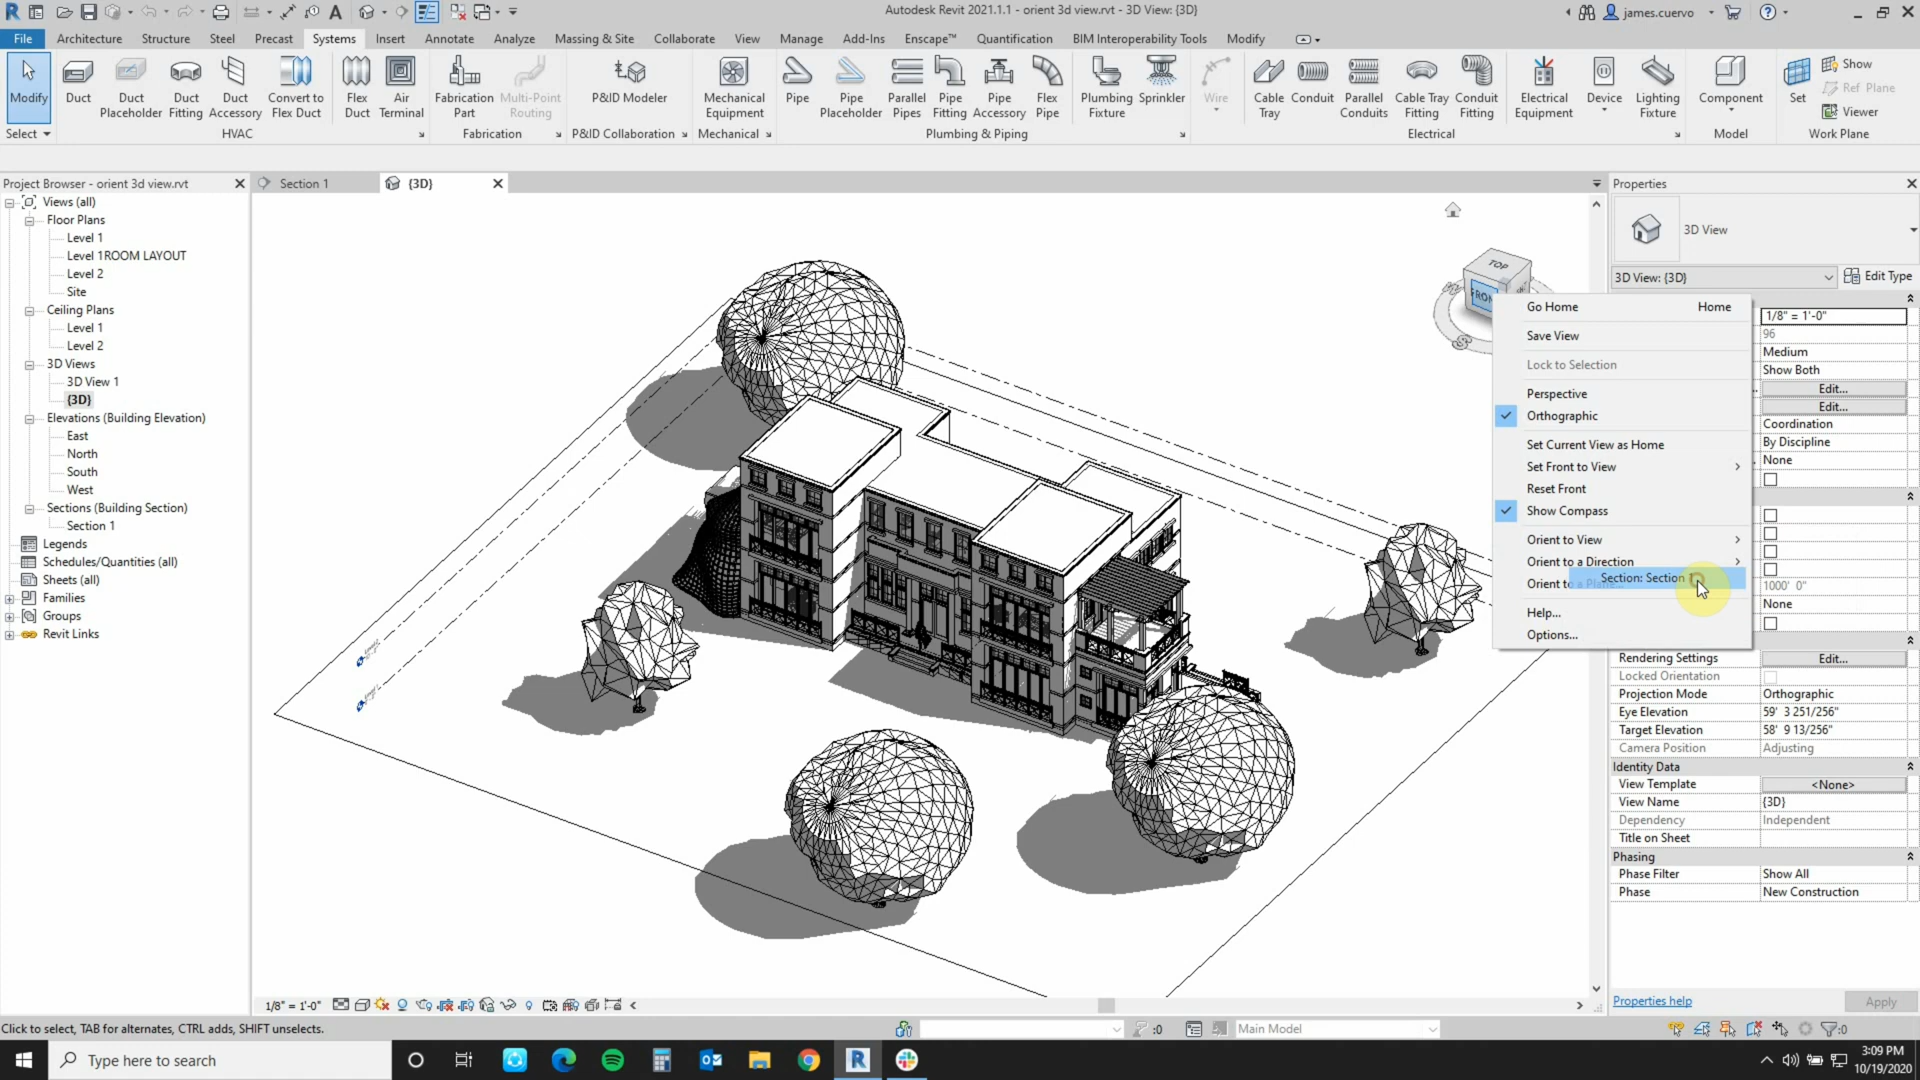 Autodesk Revit 2021.1.1 - orient 3d view.rvt - 3D View: {3D}
james.cuervo
File Architecture Structure Steel Precast Systems Insert Annotate Analyze Massing & Site Collaborate View Manage Add-Ins Enscape™ Quantification BIM Interoperability Tools Modify
Modify
Select
Duct
Duct Placeholder
Duct Fitting
Duct Accessory
Convert to Flex Duct
Flex Duct
Air Terminal
HVAC
Fabrication Part
Multi-Point Routing
Fabrication
P&ID Modeler
P&ID Collaboration
Mechanical Equipment
Mechanical
Pipe
Pipe Placeholder
Parallel Pipes
Pipe Fitting
Pipe Accessory
Flex Pipe
Plumbing Fixture
Sprinkler
Plumbing & Piping
Wire
Cable Tray
Conduit
Parallel Conduits
Cable Tray Fitting
Conduit Fitting
Electrical Equipment
Device
Lighting Fixture
Electrical
Component
Model
Set
Show
Ref Plane
Viewer
Work Plane
Project Browser - orient 3d view.rvt
Views (all)
Floor Plans
Level 1
Level 1ROOM LAYOUT
Level 2
Site
Ceiling Plans
Level 1
Level 2
3D Views
3D View 1
{3D}
Elevations (Building Elevation)
East
North
South
West
Sections (Building Section)
Section 1
Legends
Schedules/Quantities (all)
Sheets (all)
Families
Groups
Revit Links
Section 1
{3D}
TOP
FRON
S
Go Home Home
Save View
Lock to Selection
Perspective
Orthographic
Set Current View as Home
Set Front to View
Reset Front
Show Compass
Orient to View
Orient to a Direction
Section: Section
Orient to a Plane...
Help...
Options...
Properties
3D View
3D View: {3D}
Edit Type
1/8" = 1'-0"
96
Medium
Show Both
Edit...
Edit...
Coordination
By Discipline
None
1000' 0"
None
Rendering Settings Edit...
Locked Orientation
Projection Mode Orthographic
Eye Elevation 59' 3 251/256"
Target Elevation 58' 9 13/256"
Camera Position Adjusting
Identity Data
View Template <None>
View Name {3D}
Dependency Independent
Title on Sheet
Phasing
Phase Filter Show All
Phase New Construction
Properties help
Apply
1/8" = 1'-0"
Click to select, TAB for alternates, CTRL adds, SHIFT unselects.
:0
Main Model
:0
Type here to search
3:09 PM
10/19/2020